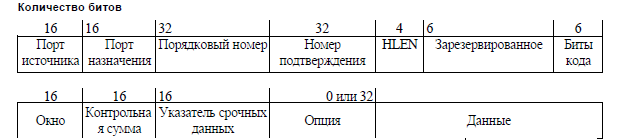 Количество битов
16 16 32 32 4 6 6
Порт источника
Порт назначения
Порядковый номер
Номер подтверждения
HLEN
Зарезервированное
Биты кода
16 16 16 0 или 32
Окно
Контрольна
я сумма
Указатель срочных
данных
Опция
Данные